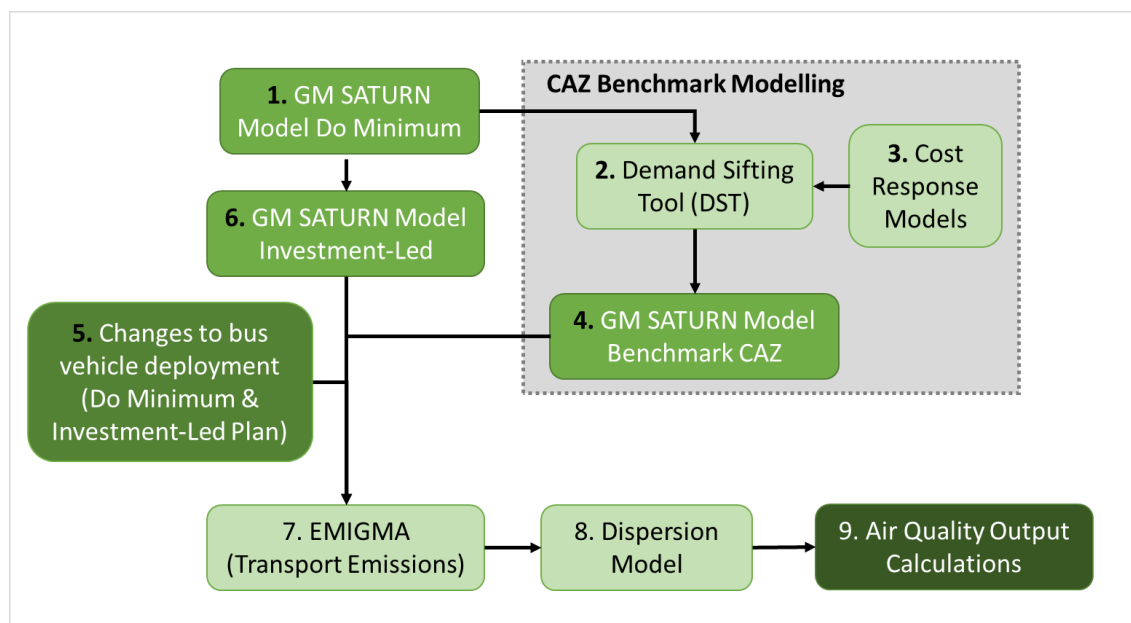 CAZ Benchmark Modelling
1. GM SATURN
Model Do Minimum
2. Demand Sifting
Tool (DST)
3. Cost
Response
Models
6. GM SATURN Model
Investment-Led
4. GM SATURN Model
Benchmark CAZ
5. Changes to bus
vehicle deployment
(Do Minimum &
Investment-Led Plan)
7. EMIGMA
(Transport Emissions)
8. Dispersion
Model
9. Air Quality Output
Calculations